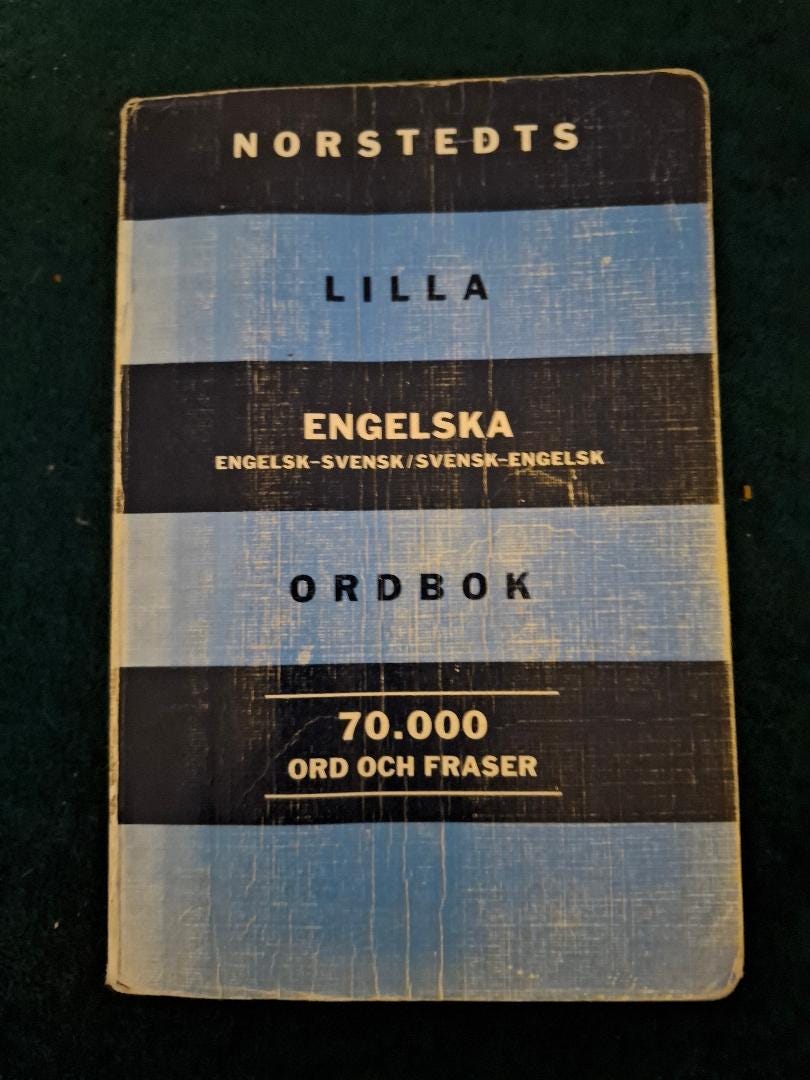 NORSTEDTS
LILLA
ENGELSKA
ENGELSK–SVENSK/SVENSK–ENGELSK
ORDBOK
70.000
ORD OCH FRASER